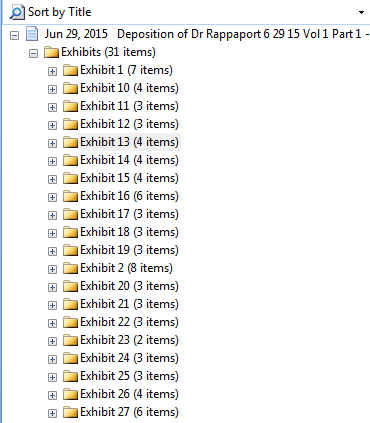 Sort by Title
Jun 29, 2015 Deposition of Dr Rappaport 6 29 15 Vol 1 Part 1 -
Exhibits (31 items)
Exhibit 1 (7 items)
Exhibit 10 (4 items)
Exhibit 11 (3 items)
Exhibit 12 (3 items)
Exhibit 13 (4 items)
Exhibit 14 (4 items)
Exhibit 15 (4 items)
Exhibit 16 (6 items)
Exhibit 17 (3 items)
Exhibit 18 (3 items)
Exhibit 19 (3 items)
Exhibit 2 (8 items)
Exhibit 20 (3 items)
Exhibit 21 (3 items)
Exhibit 22 (3 items)
Exhibit 23 (2 items)
Exhibit 24 (3 items)
Exhibit 25 (3 items)
Exhibit 26 (4 items)
Exhibit 27 (6 items)